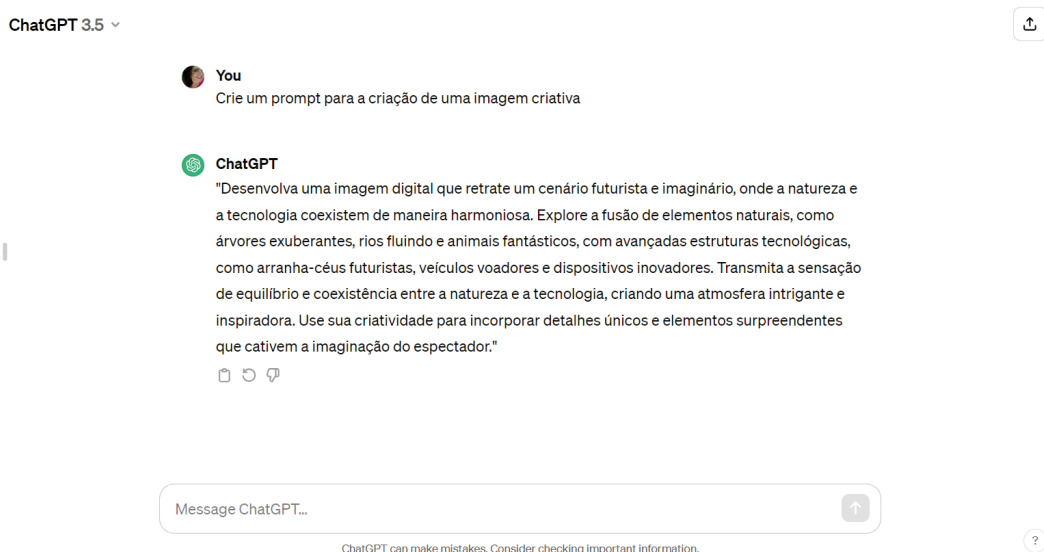 ChatGPT 3.5
You
Crie um prompt para a criação de uma imagem criativa
ChatGPT
"Desenvolva uma imagem digital que retrate um cenário futurista e imaginário, onde a natureza e
a tecnologia coexistem de maneira harmoniosa. Explore a fusão de elementos naturais, como
árvores exuberantes, rios fluindo e animais fantásticos, com avançadas estruturas tecnológicas,
como arranha-céus futuristas, veículos voadores e dispositivos inovadores. Transmita a sensação
de equilíbrio e coexistência entre a natureza e a tecnologia, criando uma atmosfera intrigante e
inspiradora. Use sua criatividade para incorporar detalhes únicos e elementos surpreendentes
que cativem a imaginação do espectador."
Message ChatGPT...
ChatGPT can make mistakes. Consider checking important information.
?